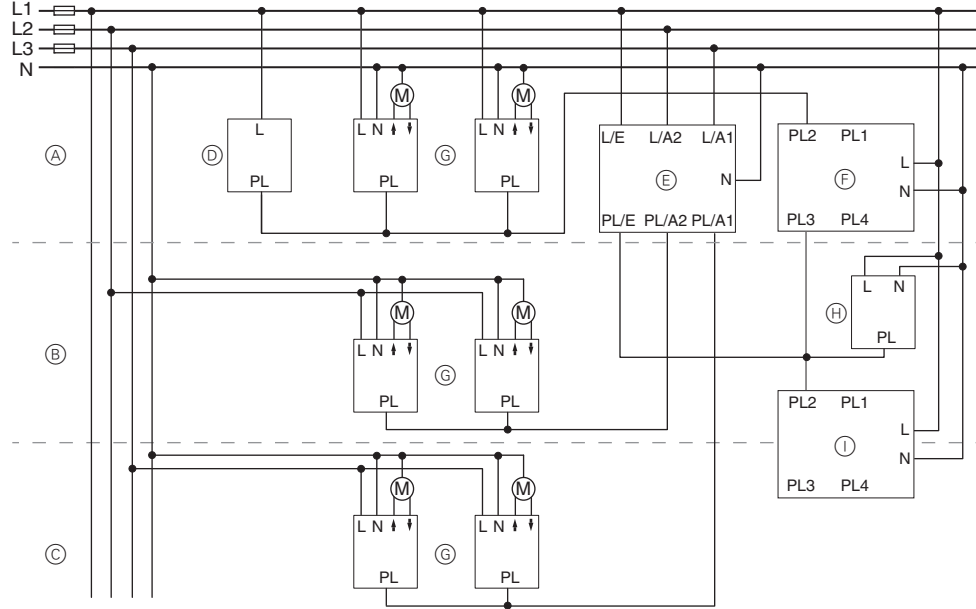 L1
L2
L3
N
M M
L L N L N L/E L/A2 L/A1 PL2 PL1
L
A D G E N F N
PL PL PL PL/E PL/A2 PL/A1 PL3 PL4
M M L N
H
L N L N PL
B G
PL PL PL2 PL1
L
I
N
M M PL3 PL4
L N L N
C G
PL PL